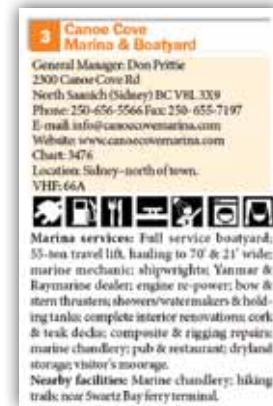 3 Canoe Cove
Marina & Boatyard
General Manager: Don Prittie
2300 Canoe Cove Rd
North Saanich (Sidney) BC V8L 3X9
Phone: 250-656-5566 Fax: 250- 655-7197
E-mail: info@canoecovemarina.com
Website: www.canoecovemarina.com
Chart: 3476
Location: Sidney–north of town.
VHF: 66A
Marina services: Full service boatyard;
55-ton travel lift, hauling to 70' & 21' wide;
marine mechanic; shipwrights; Yanmar &
Raymarine dealer; engine re-power; bow &
stern thrusters; showers/watermakers & hold-
ing tanks; complete interior renovations; cork
& teak decks; composite & rigging repairs;
marine chandlery; pub & restaurant; dryland
storage; visitor's moorage.
Nearby facilities: Marine chandlery; hiking
trails; near Swartz Bay ferry terminal.